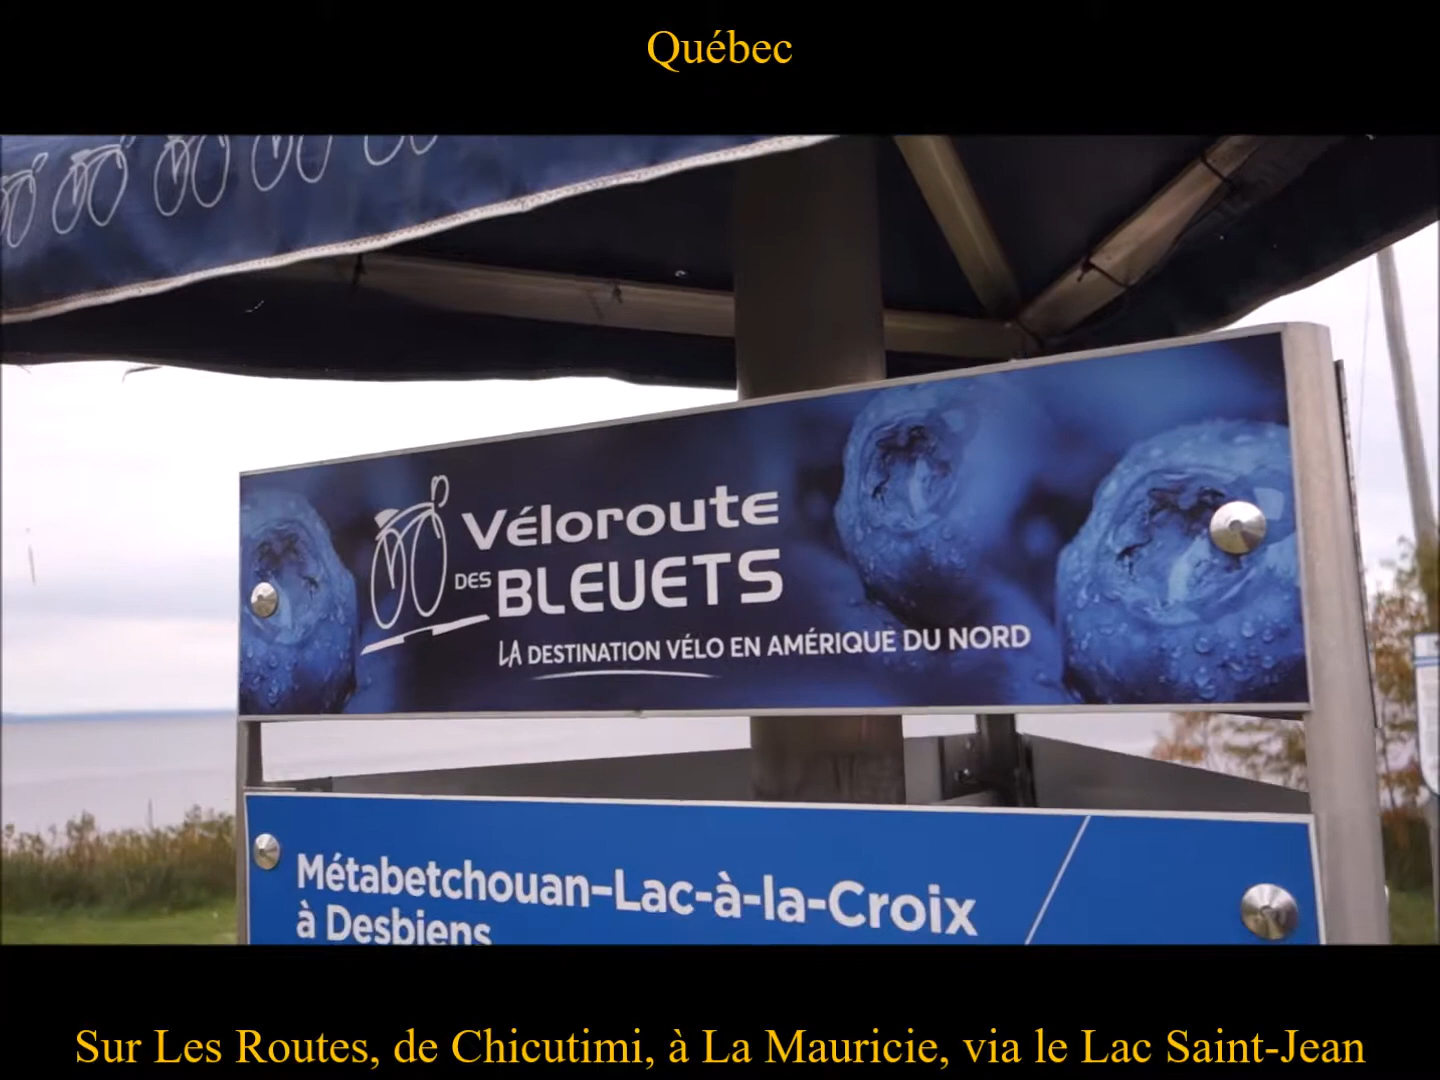 Québec
Véloroute
DES BLEUETS
LA DESTINATION VÉLO EN AMÉRIQUE DU NORD
Métabetchouan-Lac-à-la-Croix
à Desbiens
Sur Les Routes, de Chicutimi, à La Mauricie, via le Lac Saint-Jean